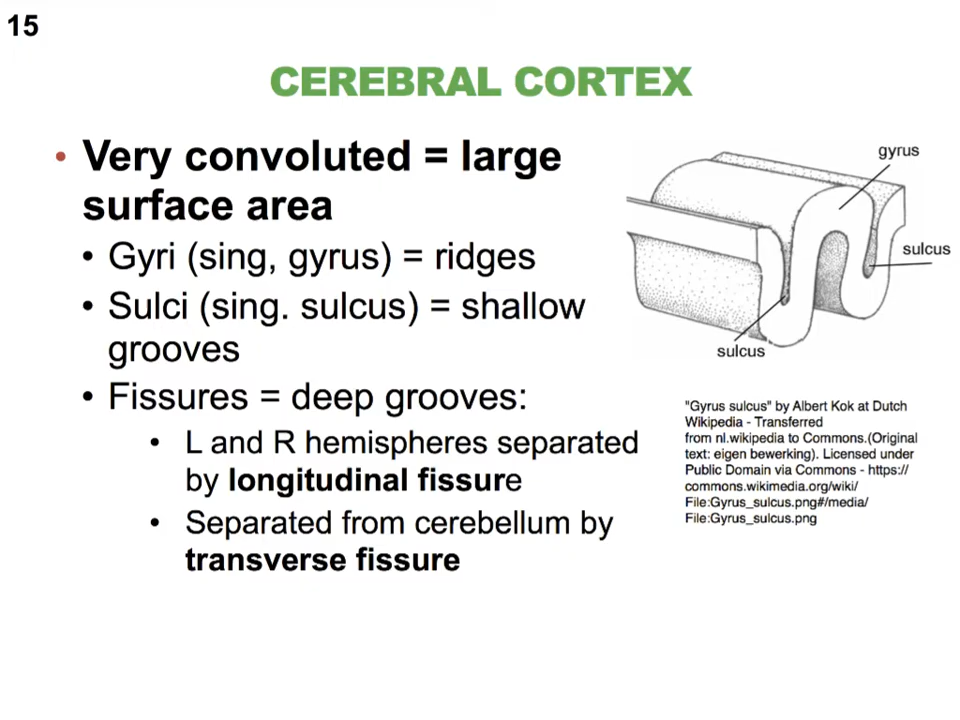 15
CEREBRAL CORTEX
• Very convoluted = large
surface area
• Gyri (sing, gyrus) = ridges
• Sulci (sing. sulcus) = shallow
grooves
• Fissures = deep grooves:
• L and R hemispheres separated
by longitudinal fissure
• Separated from cerebellum by
transverse fissure
gyrus
sulcus
sulcus
"Gyrus sulcus" by Albert Kok at Dutch
Wikipedia - Transferred
from nl.wikipedia to Commons.(Original
text: eigen bewerking). Licensed under
Public Domain via Commons - https://
commons.wikimedia.org/wiki/
File:Gyrus_sulcus.png#/media/
File:Gyrus_sulcus.png